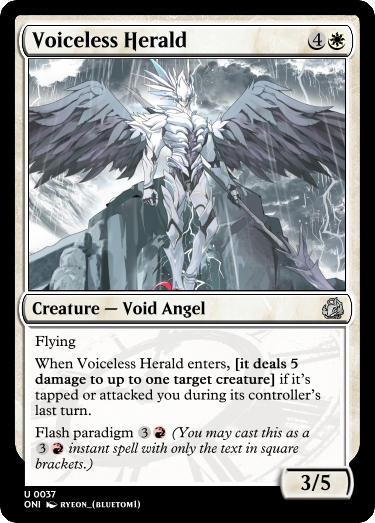 Voiceless Herald 4
Creature — Void Angel
Flying
When Voiceless Herald enters, [it deals 5
damage to up to one target creature] if it's
tapped or attacked you during its controller's
last turn.
Flash paradigm 3 (You may cast this as a
3 instant spell with only the text in square
brackets.)
3/5
U 0037
ONI RYEON_(BLUETOM1)